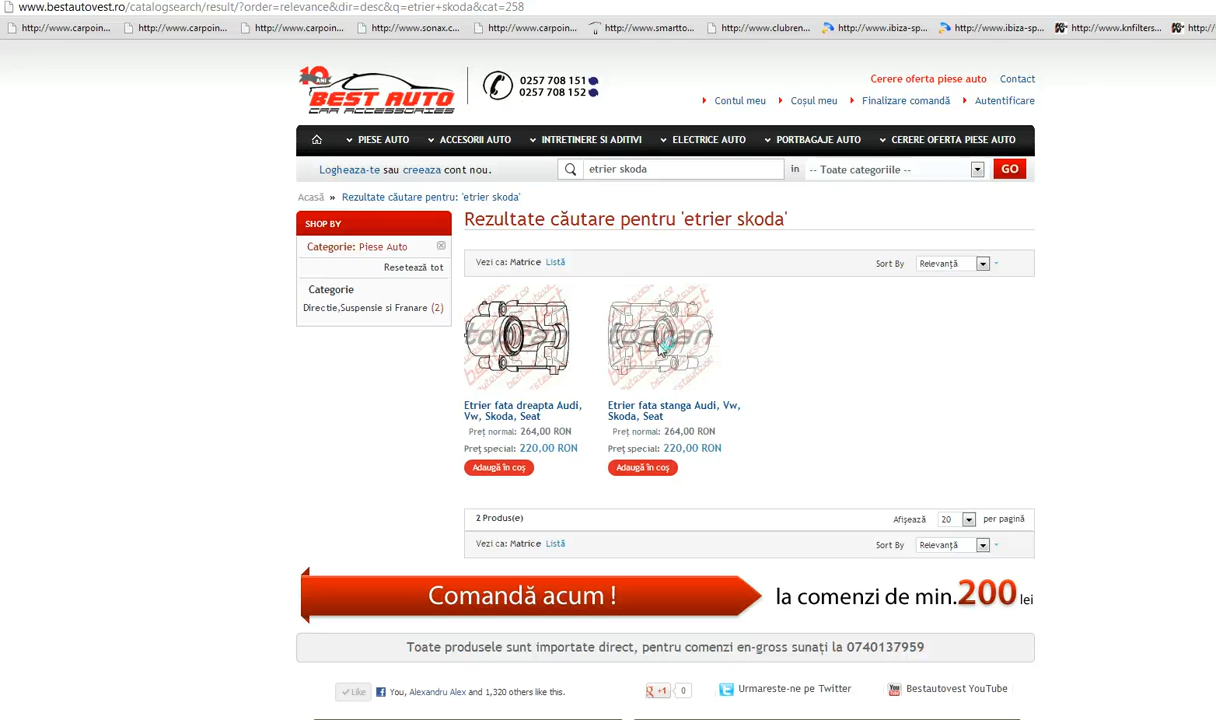 www.bestautovest.ro/catalogsearch/result/?order=relevance&dir=desc&q=etrier+skoda&cat=258
http://www.carpoin... http://www.carpoin... http://www.carpoin... http://www.sonax.c... http://www.carpoin... http://www.smartto... http://www.clubren... http://www.ibiza-sp... http://www.ibiza-sp... http://www.knfilters... http://www
10 ANI
BEST AUTO
CAR ACCESSORIES
0257 708 151
0257 708 152
Cerere oferta piese auto Contact
Contul meu Coșul meu Finalizare comandă Autentificare
PIESE AUTO ACCESORII AUTO INTRETINERE SI ADITIVI ELECTRICE AUTO PORTBAGAJE AUTO CERERE OFERTA PIESE AUTO
Logheaza-te sau creeaza cont nou. etrier skoda in -- Toate categoriile -- GO
Acasă » Rezultate căutare pentru: 'etrier skoda'
SHOP BY
Categorie: Piese Auto
Resetează tot
Categorie
Directie,Suspensie si Franare (2)
Rezultate căutare pentru 'etrier skoda'
Vezi ca: Matrice Listă Sort By Relevanță
topran topran
Etrier fata dreapta Audi,
Vw, Skoda, Seat
Preț normal: 264,00 RON
Preț special: 220,00 RON
Adaugă în coș
Etrier fata stanga Audi, Vw,
Skoda, Seat
Preț normal: 264,00 RON
Preț special: 220,00 RON
Adaugă în coș
2 Produs(e) Afișează 20 per pagină
Vezi ca: Matrice Listă Sort By Relevanță
Comandă acum ! la comenzi de min.200 lei
Toate produsele sunt importate direct, pentru comenzi en-gross sunați la 0740137959
Like You, Alexandru Alex and 1,320 others like this. +1 0 Urmareste-ne pe Twitter Bestautovest YouTube